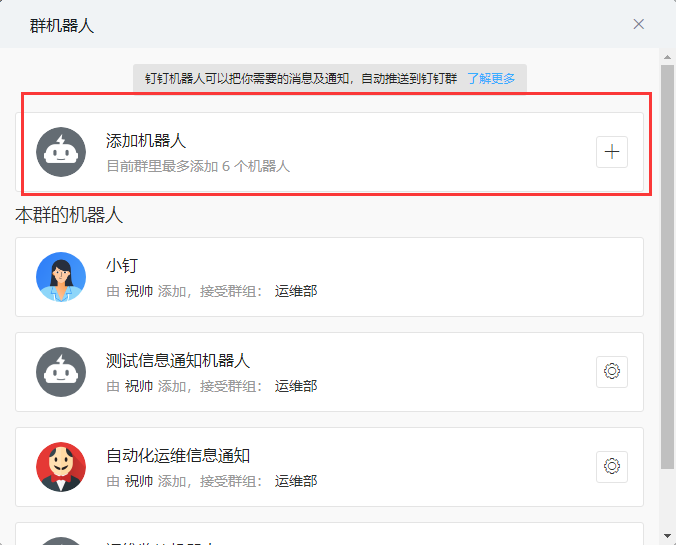 群机器人
钉钉机器人可以把你需要的消息及通知，自动推送到钉钉群 了解更多
添加机器人
目前群里最多添加 6 个机器人
本群的机器人
小钉
由 祝帅 添加，接受群组： 运维部
测试信息通知机器人
由 祝帅 添加，接受群组： 运维部
自动化运维信息通知
由 祝帅 添加，接受群组： 运维部